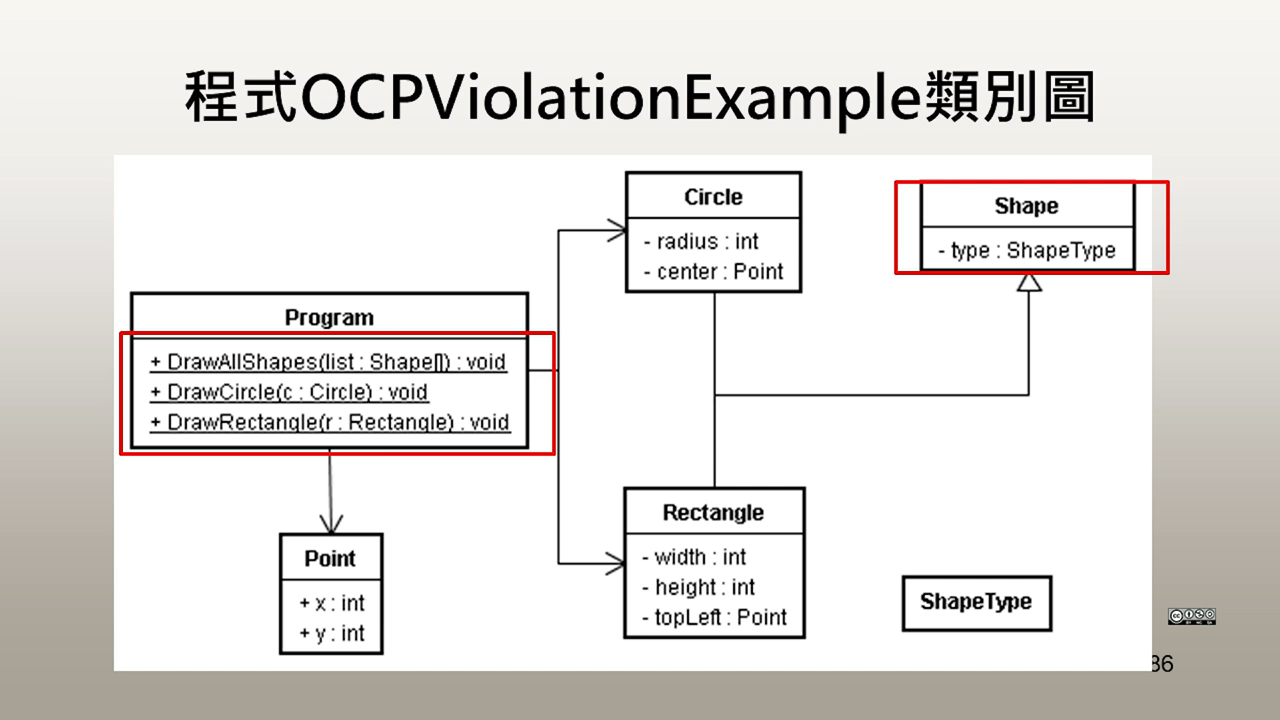 程式OCPViolationExample類別圖
Circle
- radius : int
- center : Point
Shape
- type : ShapeType
Program
+ DrawAllShapes(list : Shape[]) : void
+ DrawCircle(c : Circle) : void
+ DrawRectangle(r : Rectangle) : void
Point
+ x : int
+ y : int
Rectangle
- width : int
- height : int
- topLeft : Point
ShapeType
86